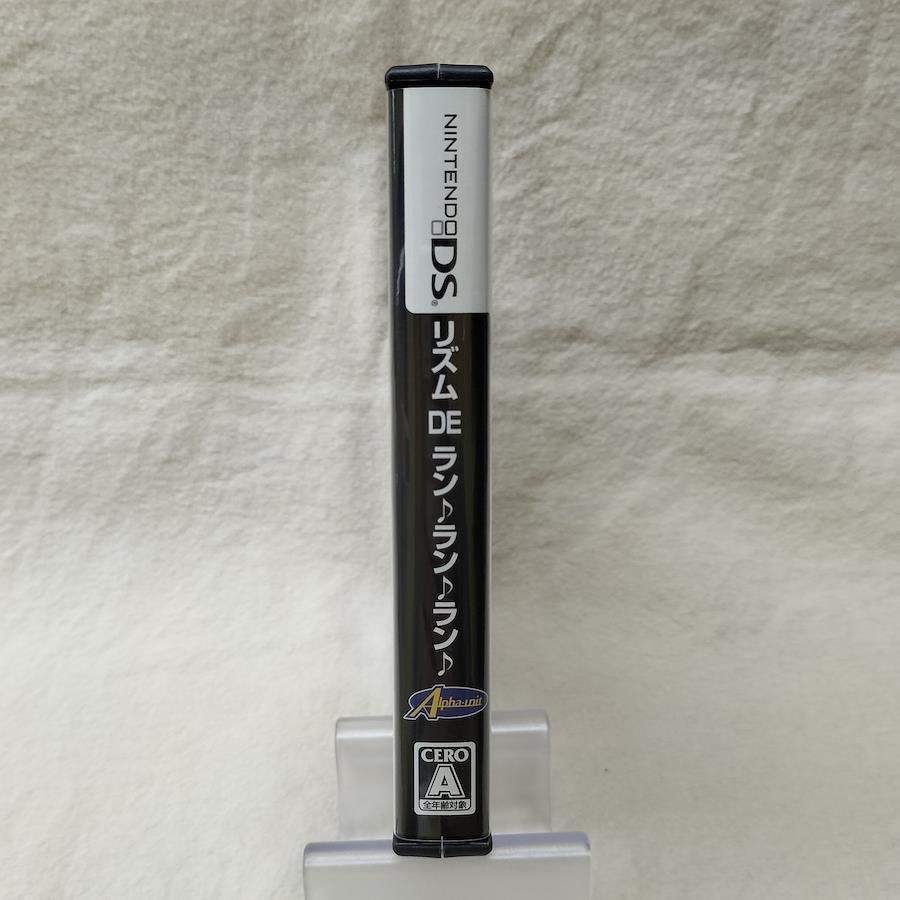 NINTENDO DS®
リズム DE ラン♪ラン♪ラン♪
Alpha-unit
CERO
A
全年齢対象